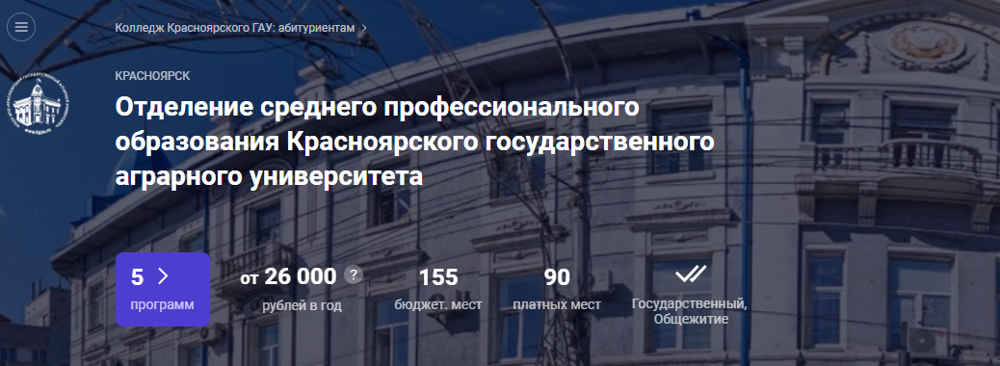 Колледж Красноярского ГАУ: абитуриентам
КРАСНОЯРСК
Отделение среднего профессионального
образования Красноярского государственного
аграрного университета
5
программ
от 26 000 ?
рублей в год
155
бюджет. мест
90
платных мест
Государственный,
Общежитие